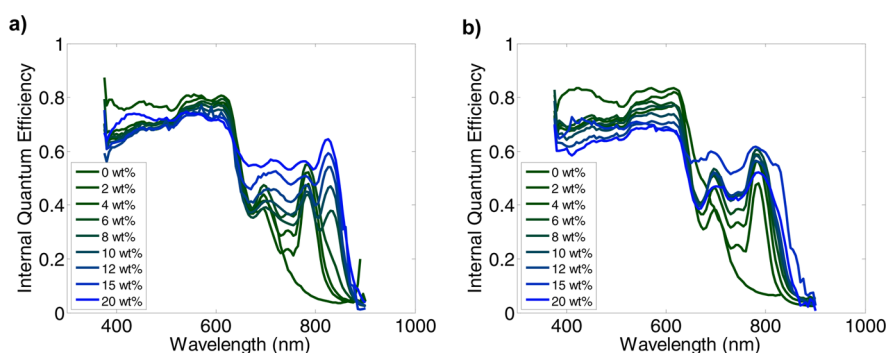 a)
1
0.8
0.6
0.4
0.2
0
Internal Quantum Efficiency
0 wt%
2 wt%
4 wt%
6 wt%
8 wt%
10 wt%
12 wt%
15 wt%
20 wt%
400
600
800
1000
Wavelength (nm)
b)
1
0.8
0.6
0.4
0.2
0
Internal Quantum Efficiency
0 wt%
2 wt%
4 wt%
6 wt%
8 wt%
10 wt%
12 wt%
15 wt%
20 wt%
400
600
800
1000
Wavelength (nm)